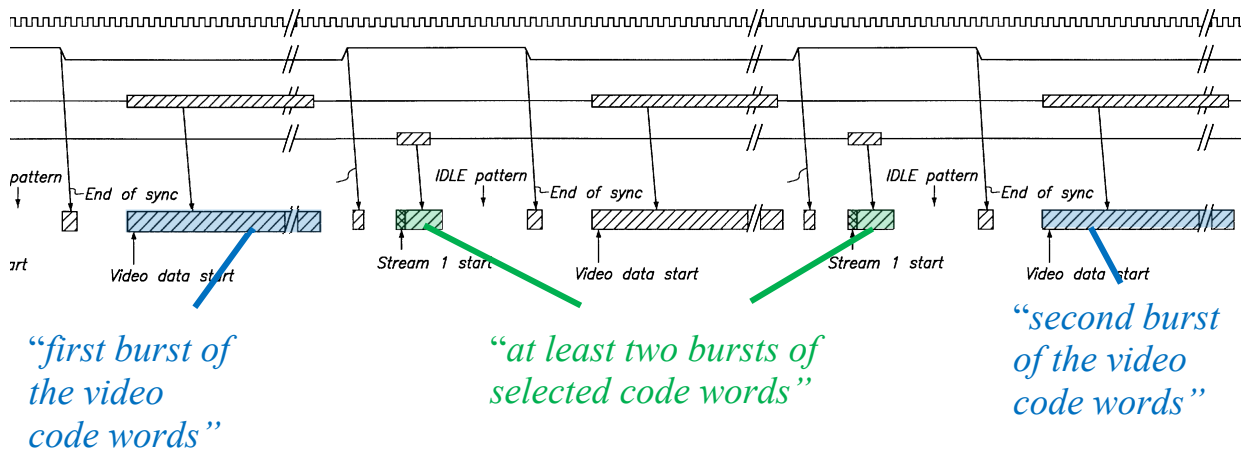 pattern
End of sync
IDLE pattern
End of sync
IDLE pattern
End of sync
art
Video data start
Stream 1 start
Video data start
Stream 1 start
Video data start
“first burst of
the video
code words”
“at least two bursts of
selected code words”
“second burst
of the video
code words”